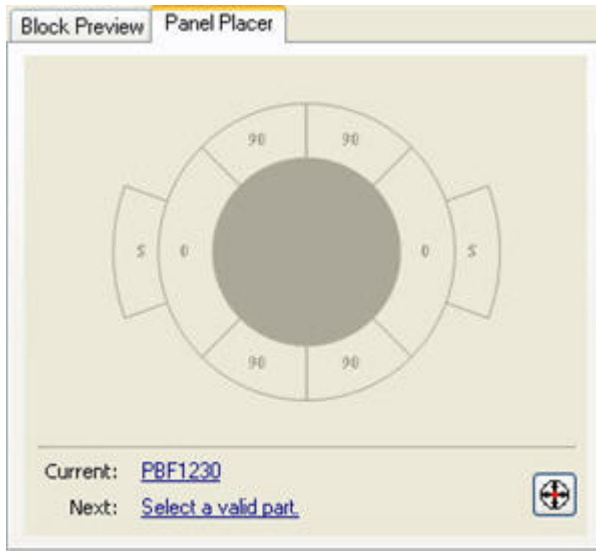 Block Preview Panel Placer
90 90
S 0 0 S
90 90
Current: PBF1230
Next: Select a valid part.